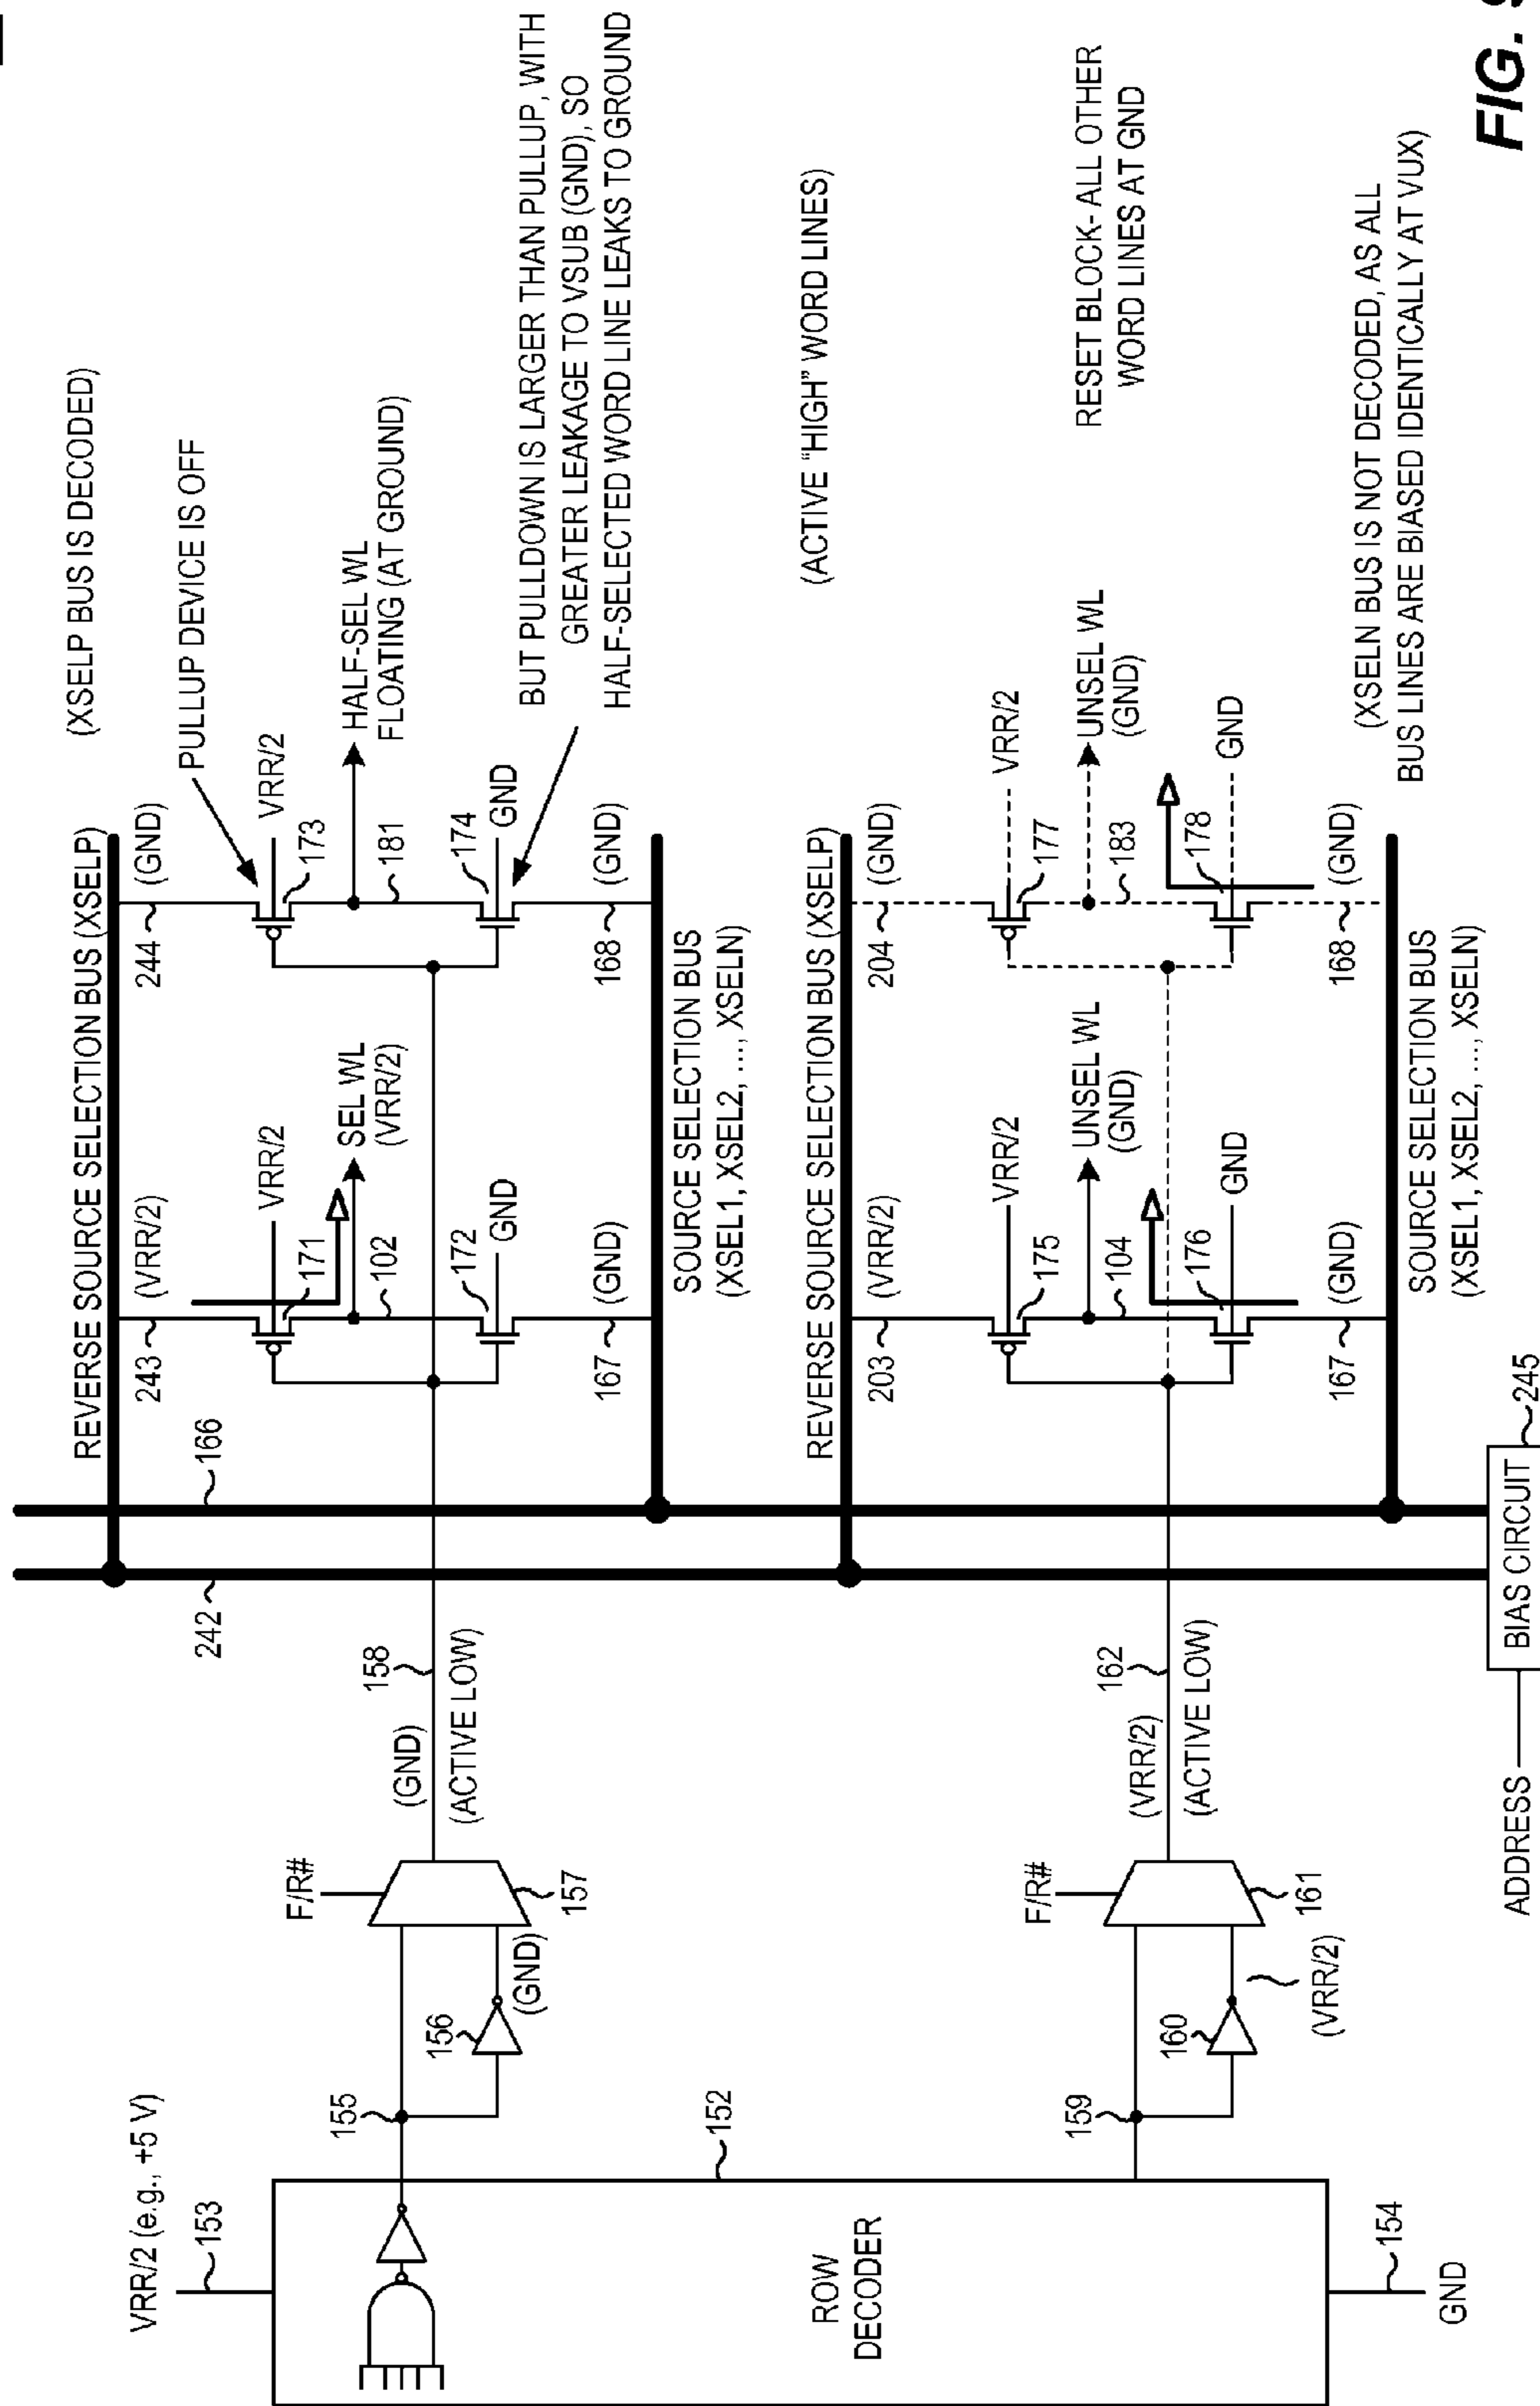 VRR/2 (e.g., +5 V)
153
ROW
DECODER
152
154
GND
155
156
(GND)
F/R#
157
(GND)
158
(ACTIVE LOW)
159
160
(VRR/2)
F/R#
161
(VRR/2)
162
(ACTIVE LOW)
242
166
ADDRESS
BIAS CIRCUIT
245
(XSELP BUS IS DECODED)
REVERSE SOURCE SELECTION BUS (XSELP)
243
(VRR/2)
244
(GND)
PULLUP DEVICE IS OFF
VRR/2
171
VRR/2
173
SEL WL
(VRR/2)
102
HALF-SEL WL
FLOATING (AT GROUND)
181
172
GND
174
GND
BUT PULLDOWN IS LARGER THAN PULLUP, WITH
GREATER LEAKAGE TO VSUB (GND), SO
HALF-SELECTED WORD LINE LEAKS TO GROUND
167
(GND)
168
(GND)
SOURCE SELECTION BUS
(XSEL1, XSEL2, ..., XSELN)
(ACTIVE "HIGH" WORD LINES)
REVERSE SOURCE SELECTION BUS (XSELP)
203
(VRR/2)
204
(GND)
VRR/2
175
VRR/2
177
UNSEL WL
(GND)
104
UNSEL WL
(GND)
183
RESET BLOCK- ALL OTHER
WORD LINES AT GND
176
GND
178
GND
167
(GND)
168
(GND)
SOURCE SELECTION BUS
(XSEL1, XSEL2, ..., XSELN)
(XSELN BUS IS NOT DECODED, AS ALL
BUS LINES ARE BIASED IDENTICALLY AT VUX)
FIG.